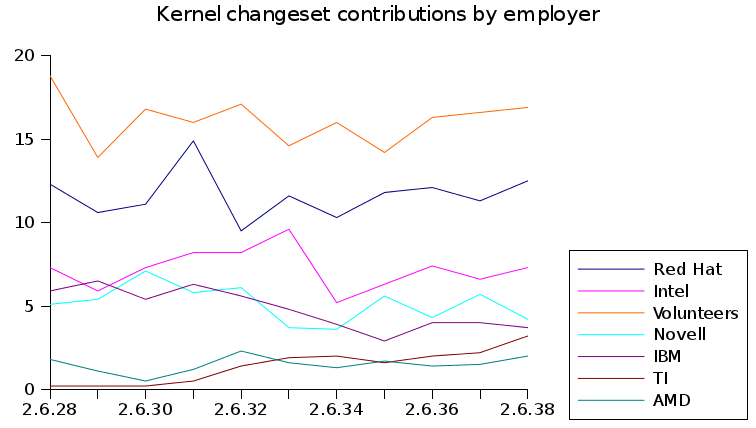 Kernel changeset contributions by employer
20
15
10
5
0
2.6.28 2.6.30 2.6.32 2.6.34 2.6.36 2.6.38
Red Hat
Intel
Volunteers
Novell
IBM
TI
AMD